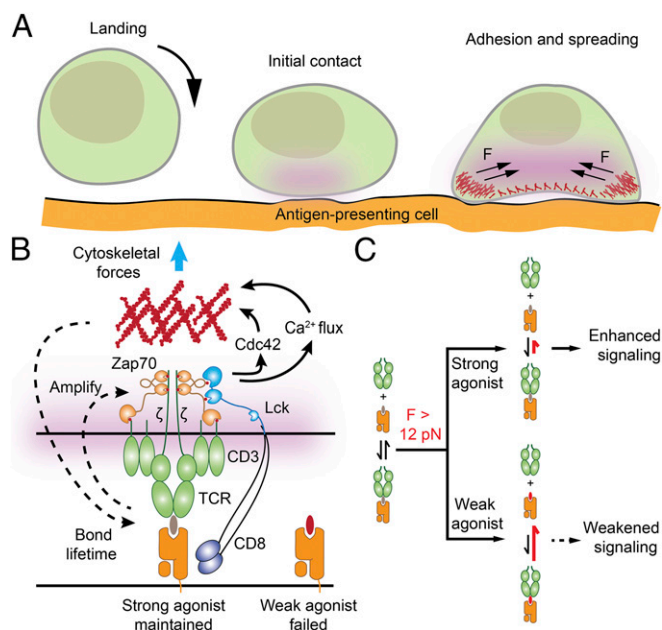 A
Landing
Initial contact
Adhesion and spreading
F
F
Antigen-presenting cell
B
Cytoskeletal
forces
Zap70
Cdc42
Ca2+ flux
Amplify
ζ
ζ
Lck
CD3
TCR
Bond
lifetime
CD8
Strong agonist
maintained
Weak agonist
failed
C
+
F >
12 pN
Strong
agonist
+
Enhanced
signaling
Weak
agonist
+
Weakened
signaling